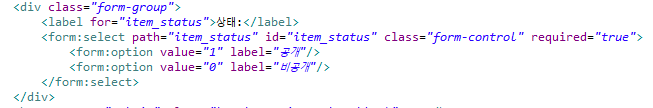 <div class="form-group">
<label for="item_status">상태:</label>
<form:select path="item_status" id="item_status" class="form-control" required="true">
<form:option value="1" label="공개"/>
<form:option value="0" label="비공개"/>
</form:select>
</div>